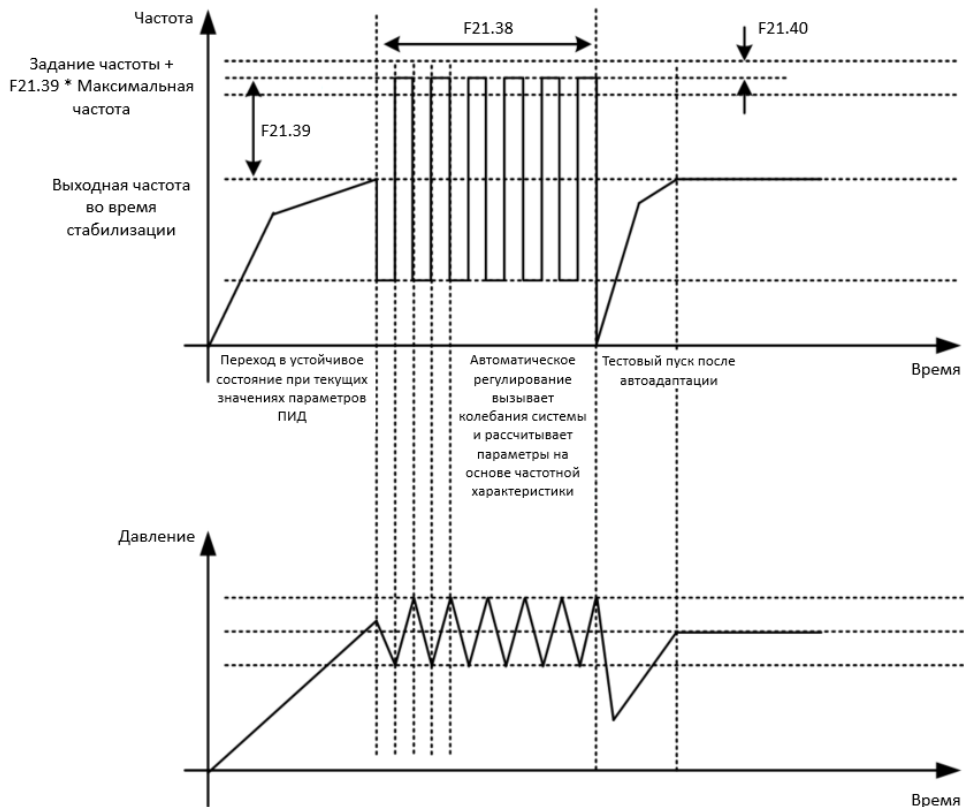 Частота
F21.38
F21.40
Задание частоты +
F21.39 * Максимальная
частота
F21.39
Выходная частота
во время
стабилизации
Переход в устойчивое
состояние при текущих
значениях параметров
ПИД
Автоматическое
регулирование
вызывает
колебания системы
и рассчитывает
параметры на
основе частотной
характеристики
Тестовый пуск после
автоадаптации
Время
Давление
Время